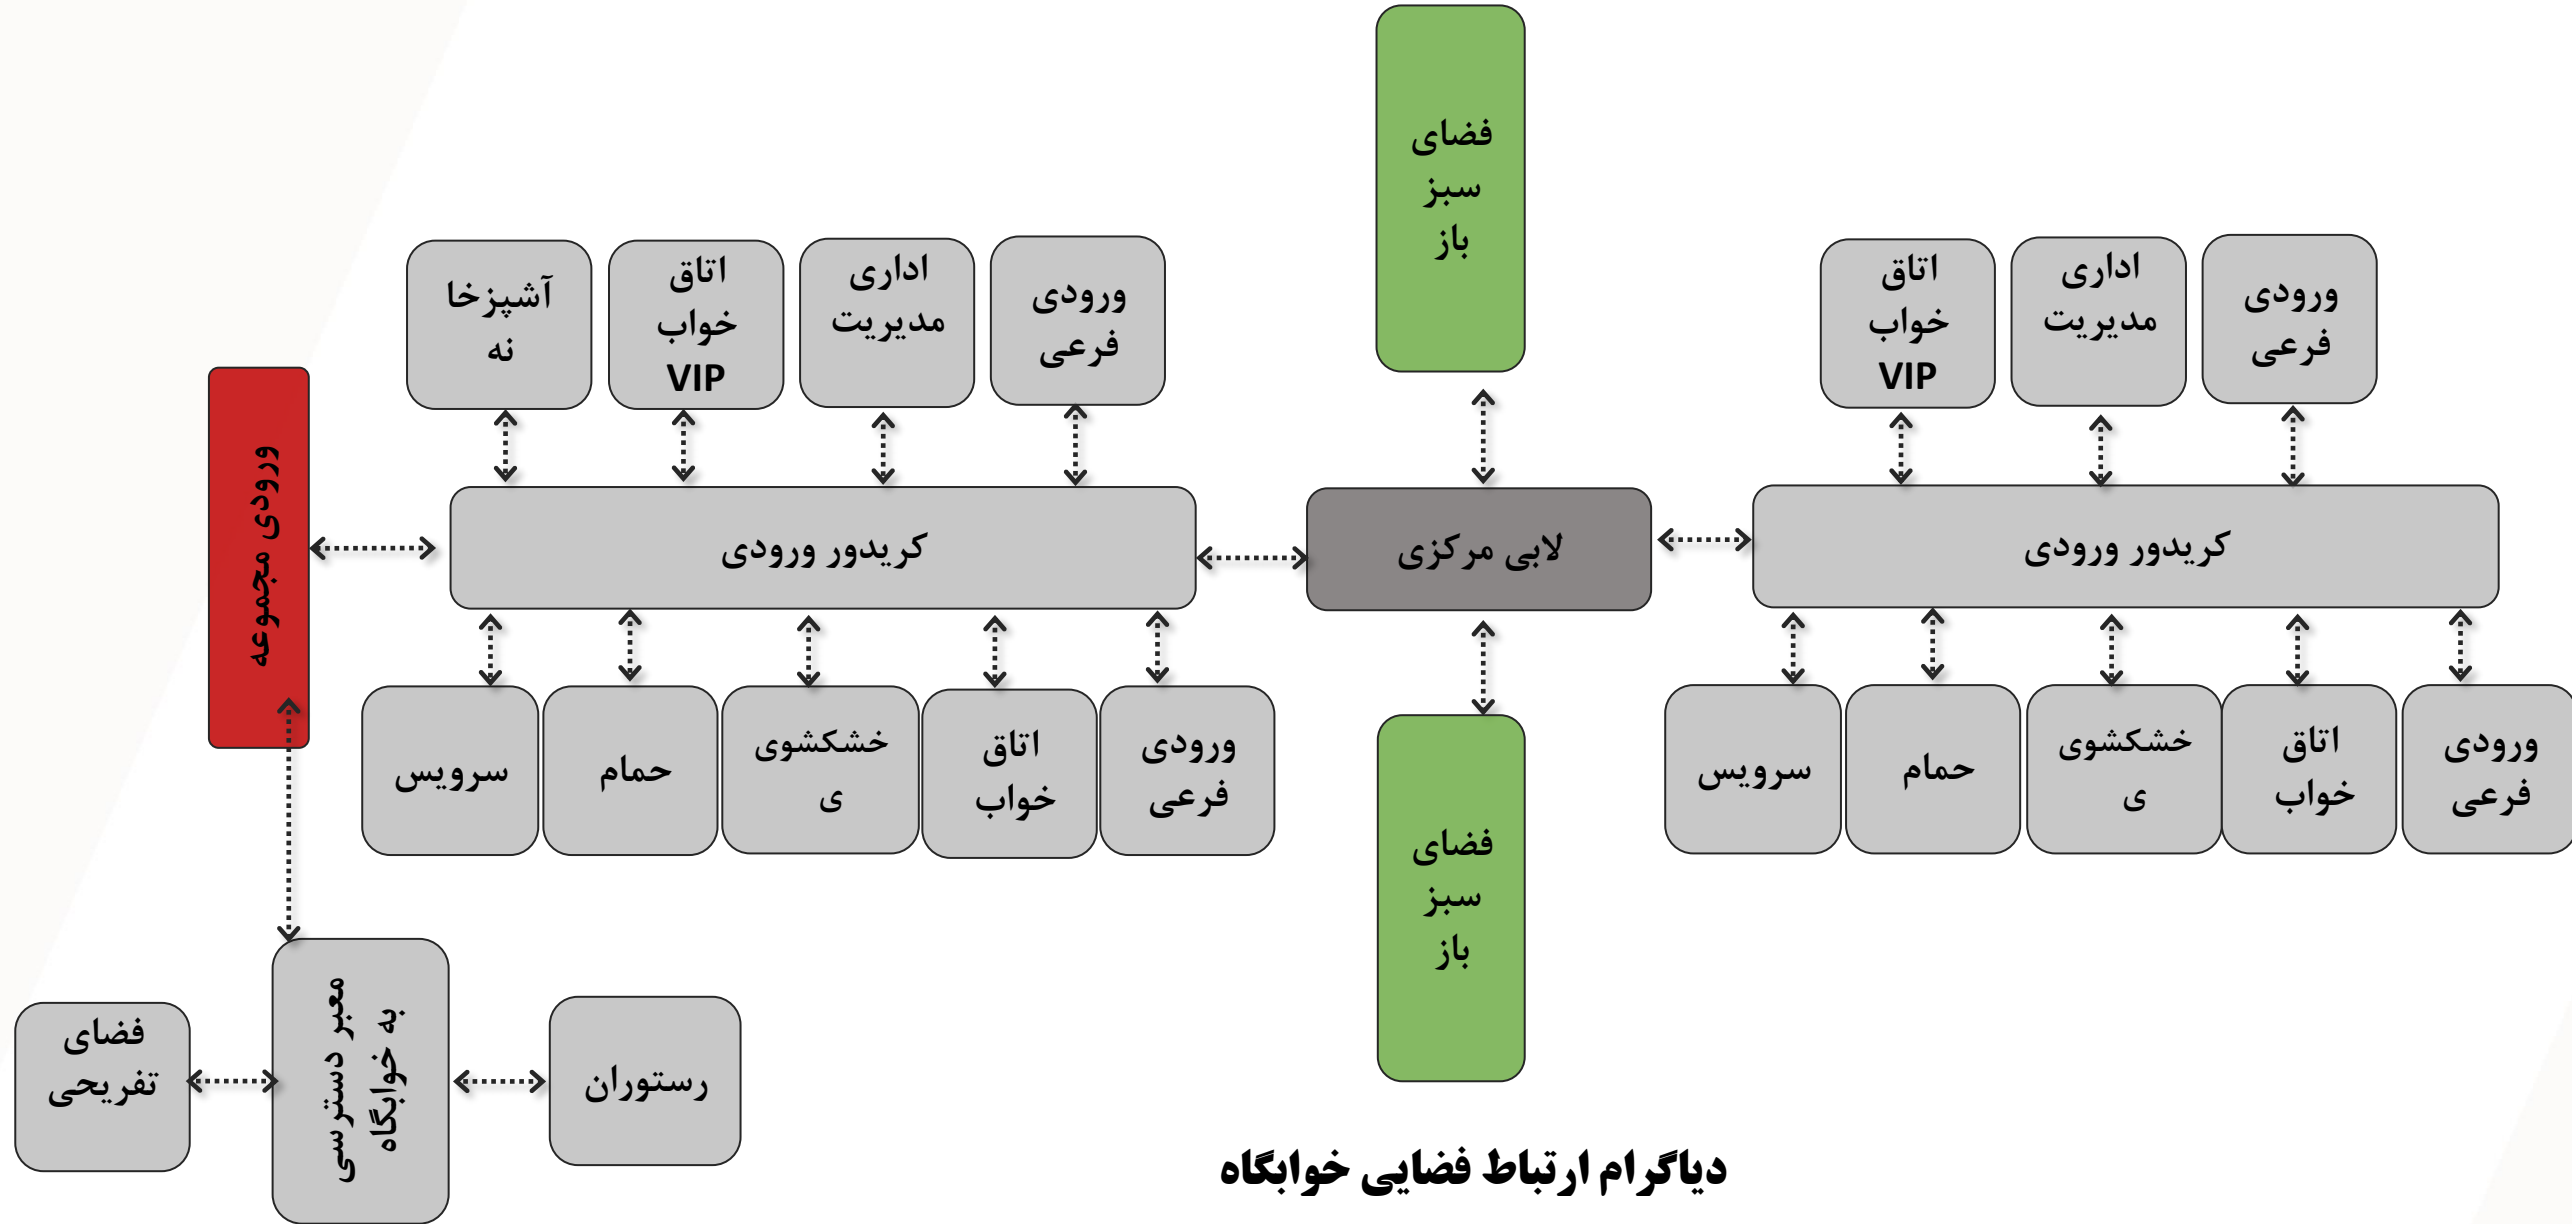 فضای
سبز
باز
ورودی
فرعی
اداری
مدیریت
اتاق
خواب
VIP
ورودی
فرعی
اداری
مدیریت
اتاق
خواب
VIP
آشپزخا
نه
کریدور ورودی
لابی مرکزی
کریدور ورودی
ورودی مجموعه
ورودی
فرعی
اتاق
خواب
خشکشوی
ی
حمام
سرویس
ورودی
فرعی
اتاق
خواب
خشکشوی
ی
حمام
سرویس
فضای
سبز
باز
رستوران
معبر دسترسی
به خوابگاه
فضای
تفریحی
دیاگرام ارتباط فضایی خوابگاه